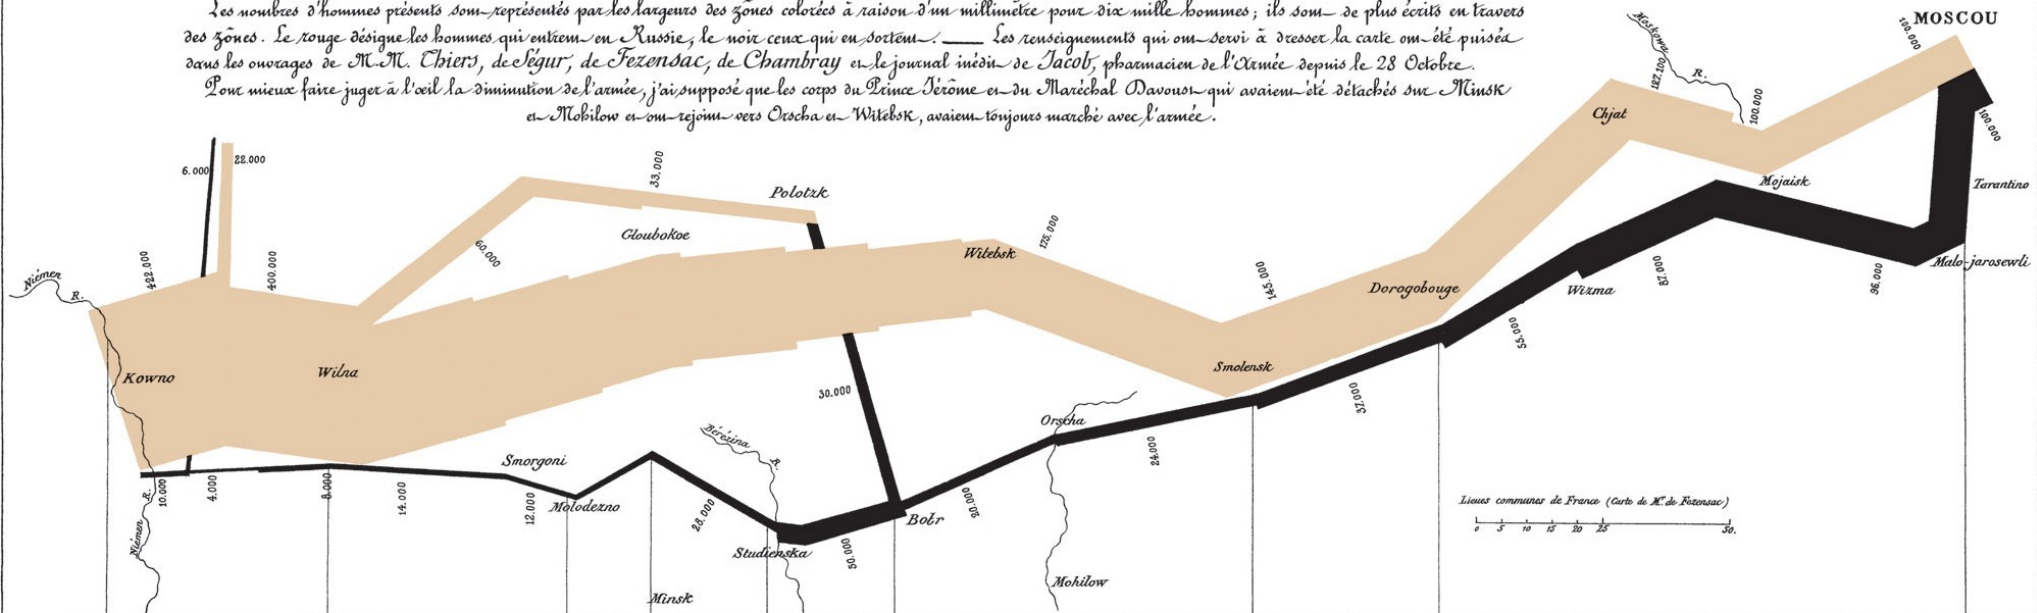 Les nombres d'hommes présents sont représentés par les largeurs des zônes colorées à raison d'un millimètre pour dix mille hommes; ils sont de plus écrits en travers
des zônes. Le rouge désigne les hommes qui entrent en Russie, le noir ceux qui en sortent. — Les renseignements qui ont servi à dresser la carte ont été puisés
dans les ouvrages de M.M. Thiers, de Ségur, de Fezensac, de Chambray et le journal inédit de Jacob, pharmacien de l'Armée depuis le 28 Octobre.
Pour mieux faire juger à l'œil la diminution de l'armée, j'ai supposé que les corps du Prince Jérôme et du Maréchal Davoust qui avaient été détachés sur Minsk
et Mohilow et ont rejoint vers Orscha et Witebsk, avaient toujours marché avec l'armée.
MOSCOU
100.000
Moskowa
R.
127.100
100.000
Chjat
100.000
Mojaisk
Tarantino
Malo-jarosewli
6.000
22.000
33.000
Polotzk
Gloubokoe
60.000
Niémen
R.
422.000
400.000
Witebsk
175.000
145.000
Dorogobouge
Wizma
87.000
96.000
55.000
Kowno
Wilna
Smolensk
37.000
30.000
Orscha
24.000
Bérézina
R.
Smorgoni
Molodezno
10.000
4.000
8.000
14.000
12.000
28.000
20.000
Bobr
Studienska
50.000
R.
Niémen
Minsk
Mohilow
Lieues communes de France (Carte de M. de Fezensac)
0 5 10 15 20 25 50.